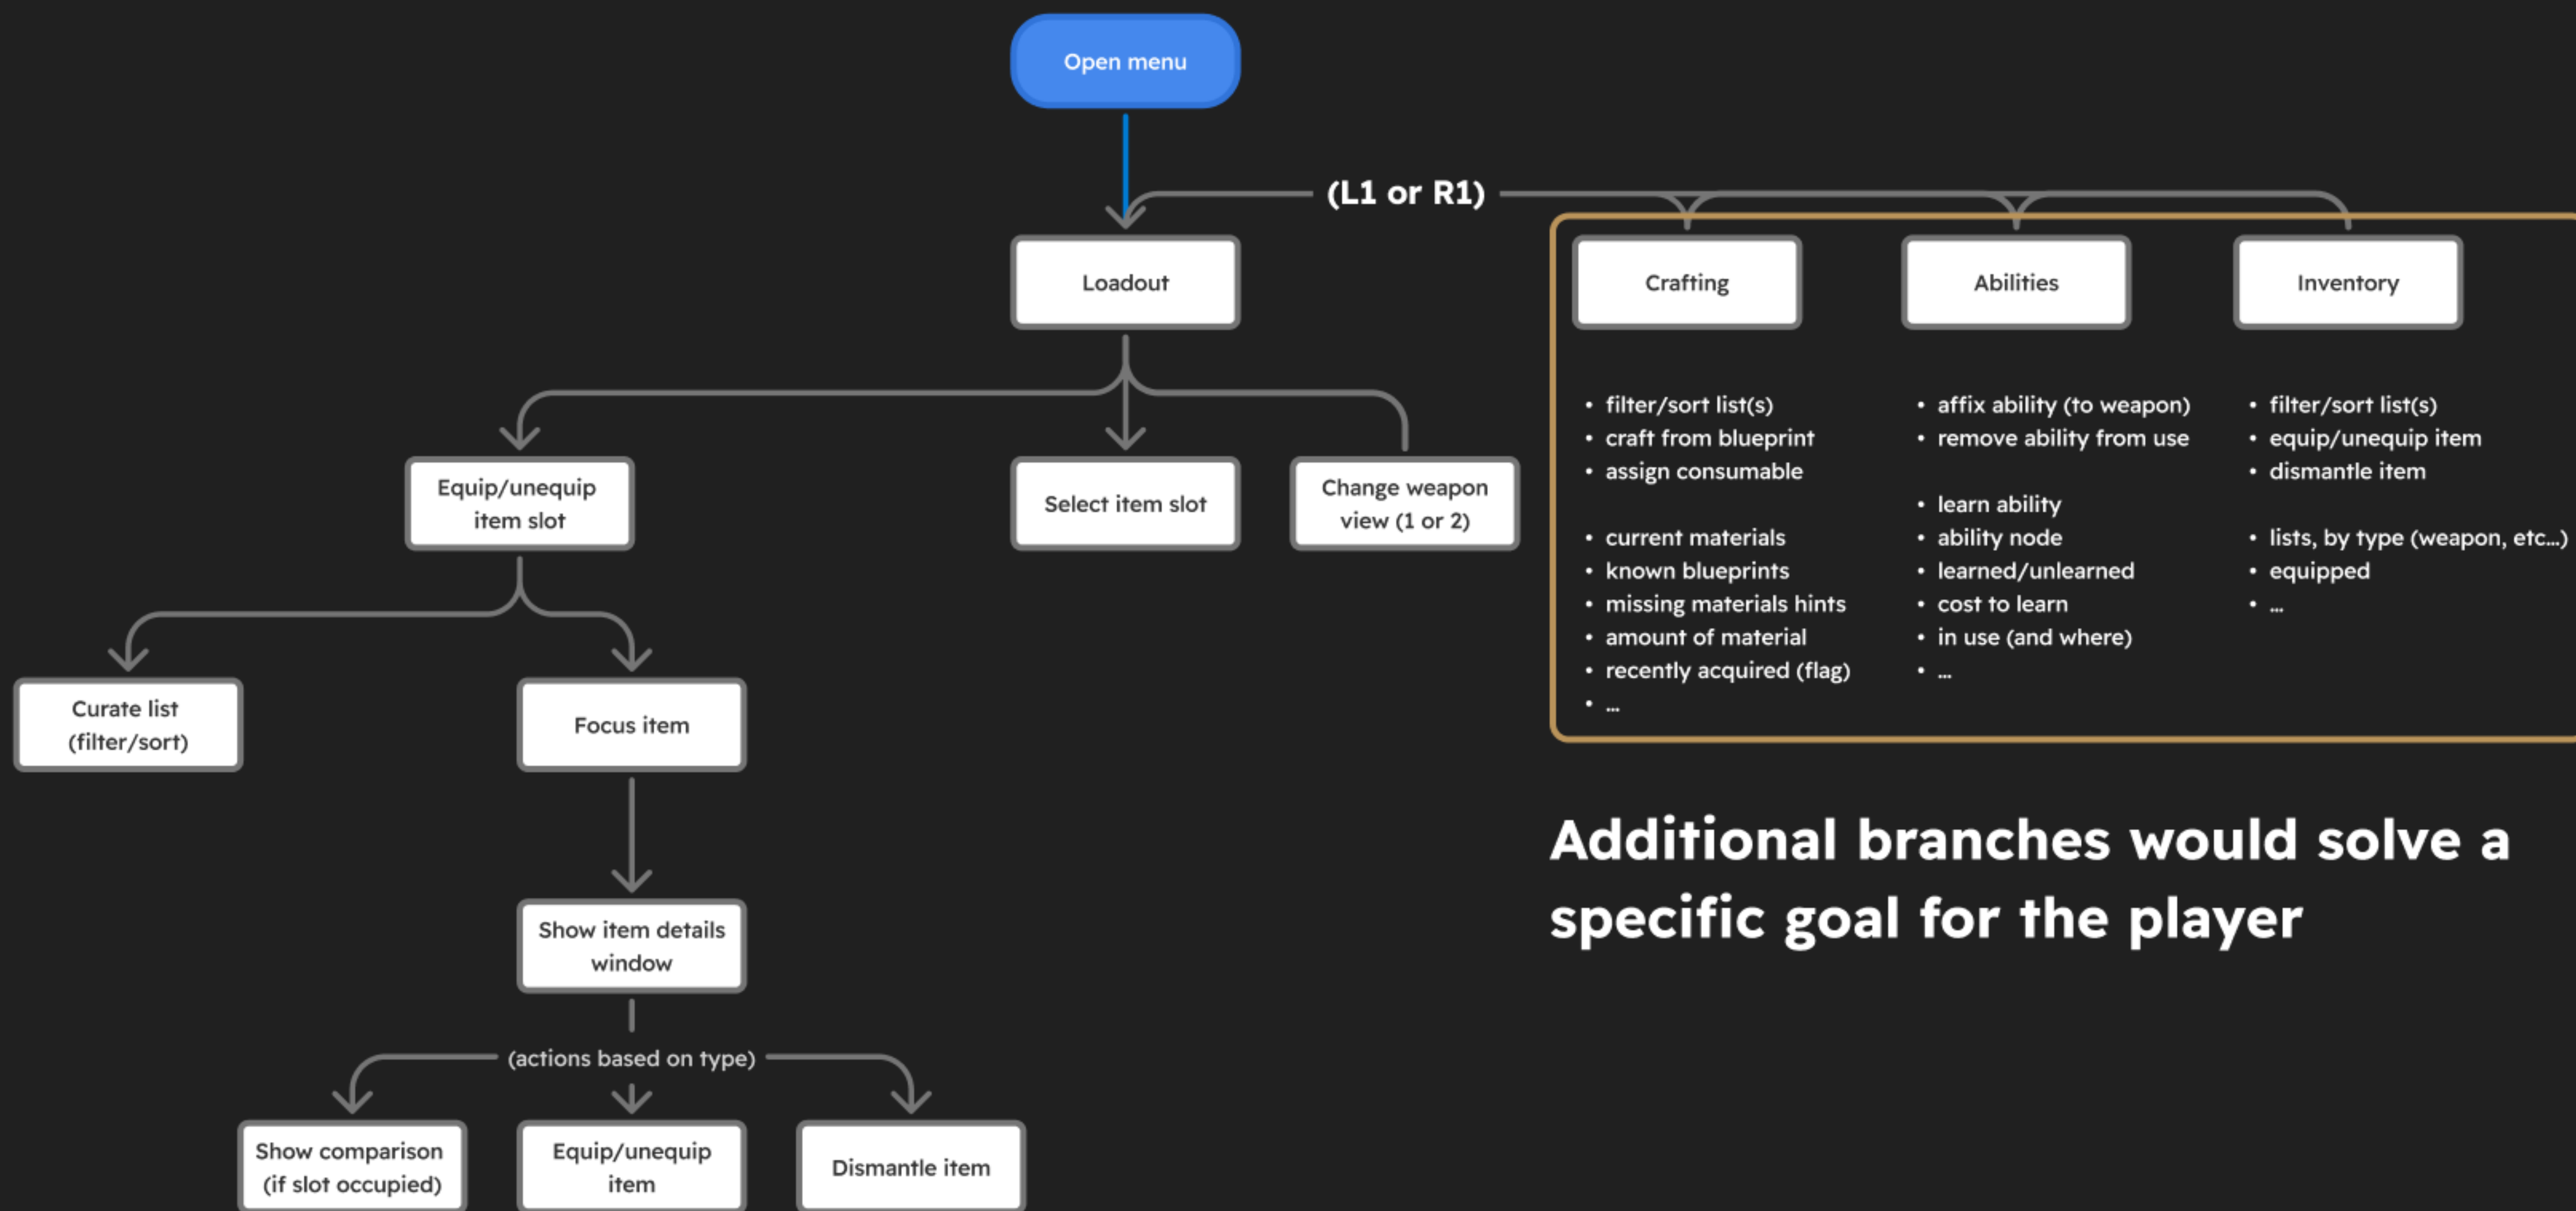 Open menu
(L1 or R1)
Loadout
Crafting
Abilities
Inventory
Equip/unequip
item slot
Select item slot
Change weapon
view (1 or 2)
Curate list
(filter/sort)
Focus item
Show item details
window
(actions based on type)
Show comparison
(if slot occupied)
Equip/unequip
item
Dismantle item
• filter/sort list(s)
• craft from blueprint
• assign consumable
• current materials
• known blueprints
• missing materials hints
• amount of material
• recently acquired (flag)
• ...
• affix ability (to weapon)
• remove ability from use
• learn ability
• ability node
• learned/unlearned
• cost to learn
• in use (and where)
• ...
• filter/sort list(s)
• equip/unequip item
• dismantle item
• lists, by type (weapon, etc...)
• equipped
• ...
Additional branches would solve a
specific goal for the player